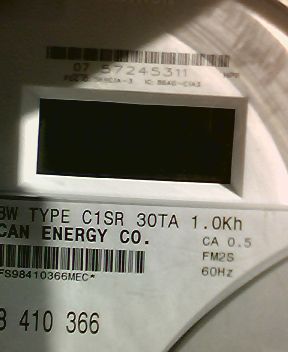 07 57245311
BW TYPE C1SR 30TA 1.0Kh
CAN ENERGY CO.
CA 0.5
FM2S
60Hz
FS98410366MEC*
8 410 366